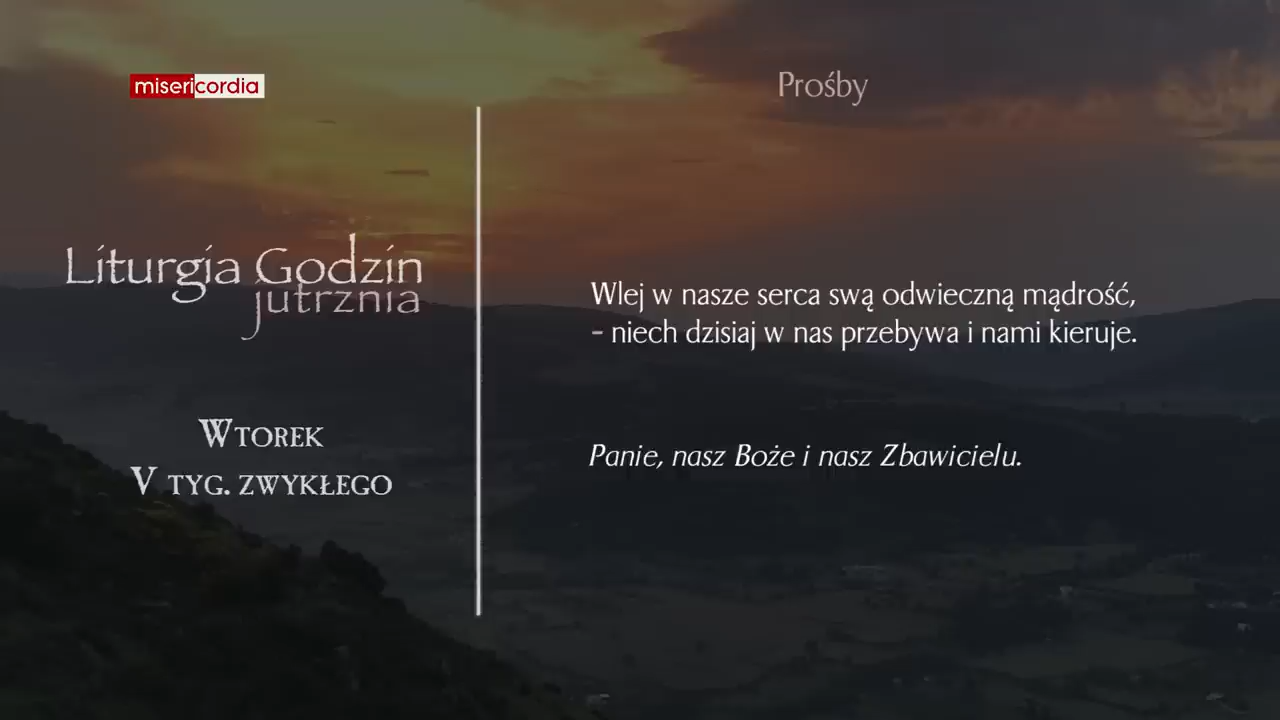 misericordia
Prośby
Liturgia Godzin
jutrznia
Wtorek
V tyg. zwykłego
Wlej w nasze serca swą odwieczną mądrość,
- niech dzisiaj w nas przebywa i nami kieruje.
Panie, nasz Boże i nasz Zbawicielu.